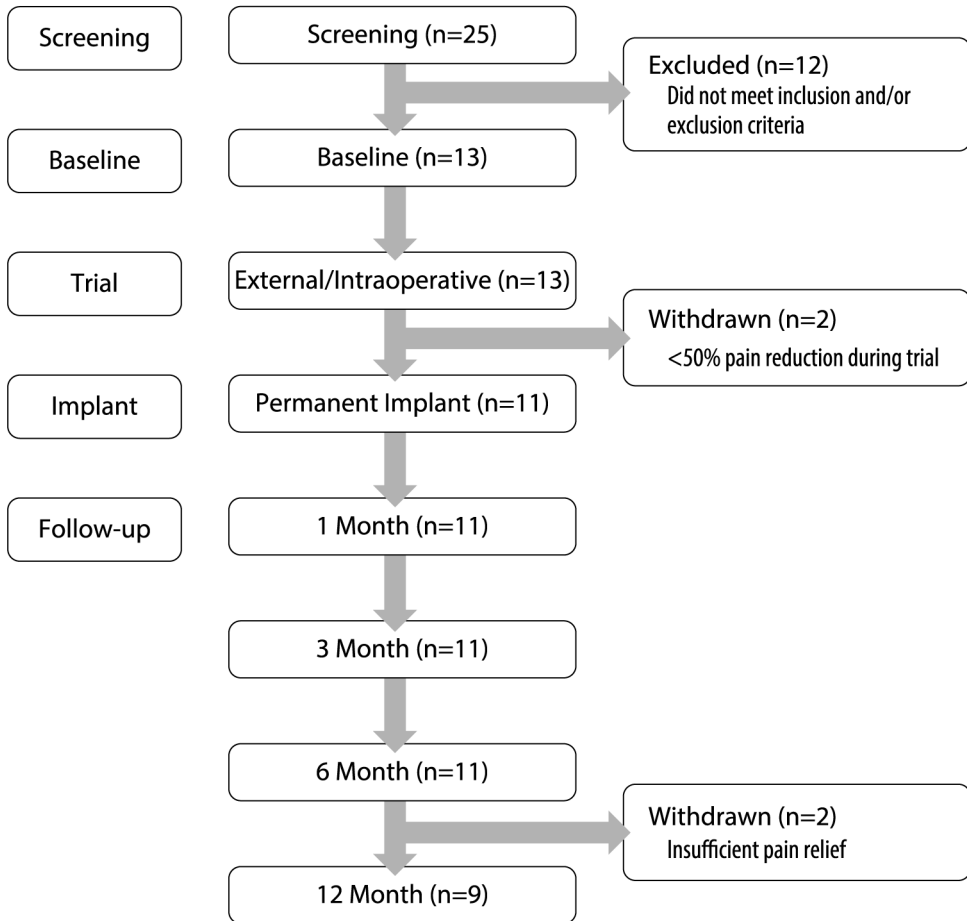 Screening
Screening (n=25)
Excluded (n=12)
Did not meet inclusion and/or
exclusion criteria
Baseline
Baseline (n=13)
Trial
External/Intraoperative (n=13)
Withdrawn (n=2)
<50% pain reduction during trial
Implant
Permanent Implant (n=11)
Follow-up
1 Month (n=11)
3 Month (n=11)
6 Month (n=11)
Withdrawn (n=2)
Insufficient pain relief
12 Month (n=9)